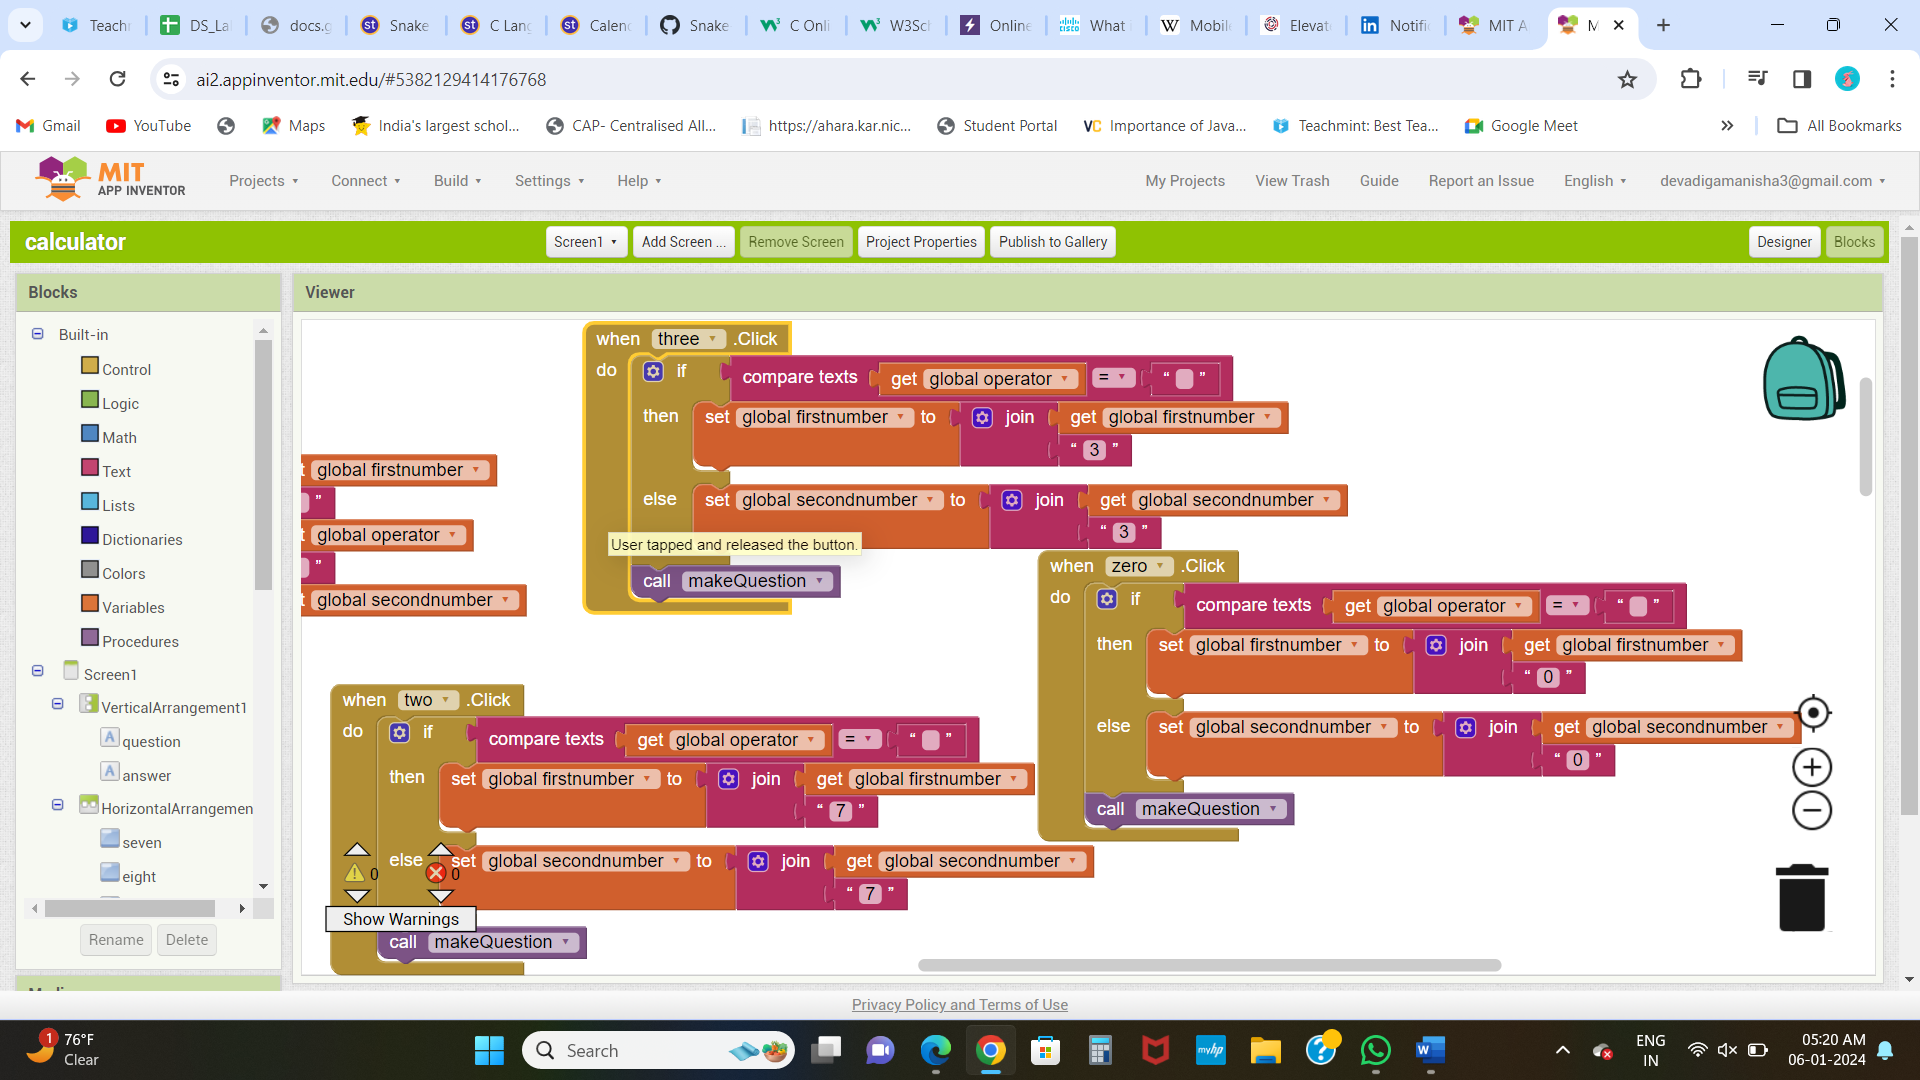 Teachr
DS_Lal
docs.g
Snake
C Lang
Calenc
Snake
C Onli
W3Sch
Online
What i
Mobile
Elevat
Notific
MIT A
M
ai2.appinventor.mit.edu/#5382129414176768
Gmail
YouTube
Maps
India's largest schol...
CAP- Centralised All...
https://ahara.kar.nic...
Student Portal
Importance of Java...
Teachmint: Best Tea...
Google Meet
All Bookmarks
MIT
APP INVENTOR
Projects
Connect
Build
Settings
Help
My Projects
View Trash
Guide
Report an Issue
English
devadigamanisha3@gmail.com
calculator
Screen1
Add Screen ...
Remove Screen
Project Properties
Publish to Gallery
Designer
Blocks
Blocks
Viewer
Built-in
Control
Logic
Math
Text
Lists
Dictionaries
Colors
Variables
Procedures
Screen1
VerticalArrangement1
question
answer
HorizontalArrangemen
seven
eight
Rename
Delete
t global firstnumber
"
t global operator
"
t global secondnumber
when three .Click
do if compare texts get global operator = " "
then set global firstnumber to join get global firstnumber
" 3 "
else set global secondnumber to join get global secondnumber
" 3 "
User tapped and released the button.
call makeQuestion
when zero .Click
do if compare texts get global operator = " "
then set global firstnumber to join get global firstnumber
" 0 "
else set global secondnumber to join get global secondnumber
" 0 "
call makeQuestion
when two .Click
do if compare texts get global operator = " "
then set global firstnumber to join get global firstnumber
" 7 "
else set global secondnumber to join get global secondnumber
" 7 "
0 0
Show Warnings
call makeQuestion
Privacy Policy and Terms of Use
1
76°F
Clear
Search
myhp
ENG
IN
05:20 AM
06-01-2024